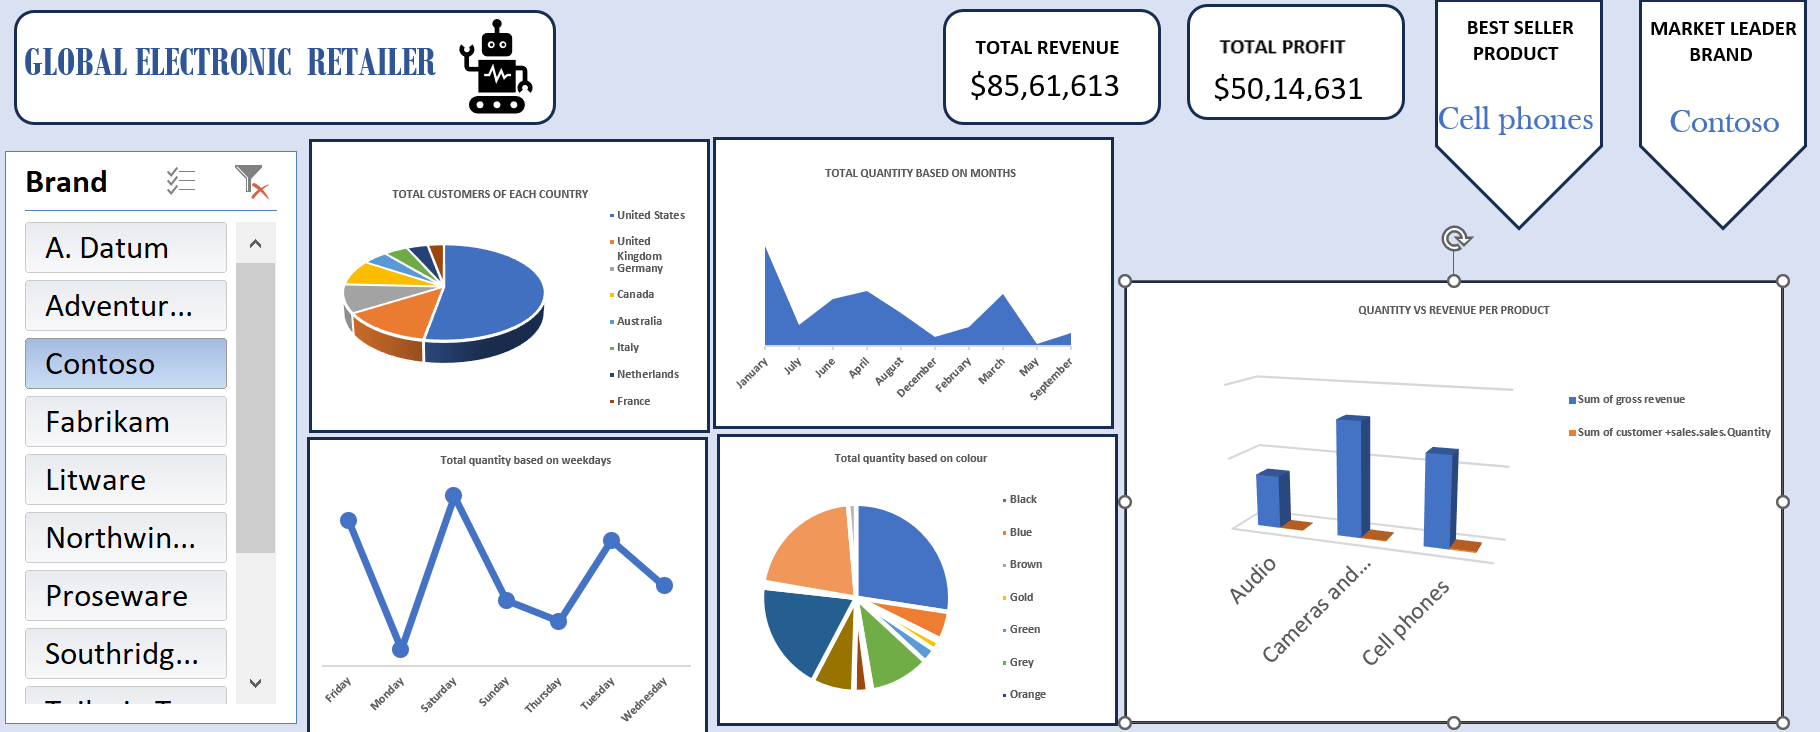 GLOBAL ELECTRONIC RETAILER
TOTAL REVENUE
$85,61,613
TOTAL PROFIT
$50,14,631
BEST SELLER
PRODUCT
Cell phones
MARKET LEADER
BRAND
Contoso
Brand
A. Datum
Adventur...
Contoso
Fabrikam
Litware
Northwin...
Proseware
Southridg...
TOTAL CUSTOMERS OF EACH COUNTRY
United States
United
Kingdom
Germany
Canada
Australia
Italy
Netherlands
France
TOTAL QUANTITY BASED ON MONTHS
January
July
June
April
August
December
February
March
May
September
Total quantity based on weekdays
Friday
Monday
Saturday
Sunday
Thursday
Tuesday
Wednesday
Total quantity based on colour
Black
Blue
Brown
Gold
Green
Grey
Orange
QUANTITY VS REVENUE PER PRODUCT
Sum of gross revenue
Sum of customer +sales.sales.Quantity
Audio
Cameras and...
Cell phones